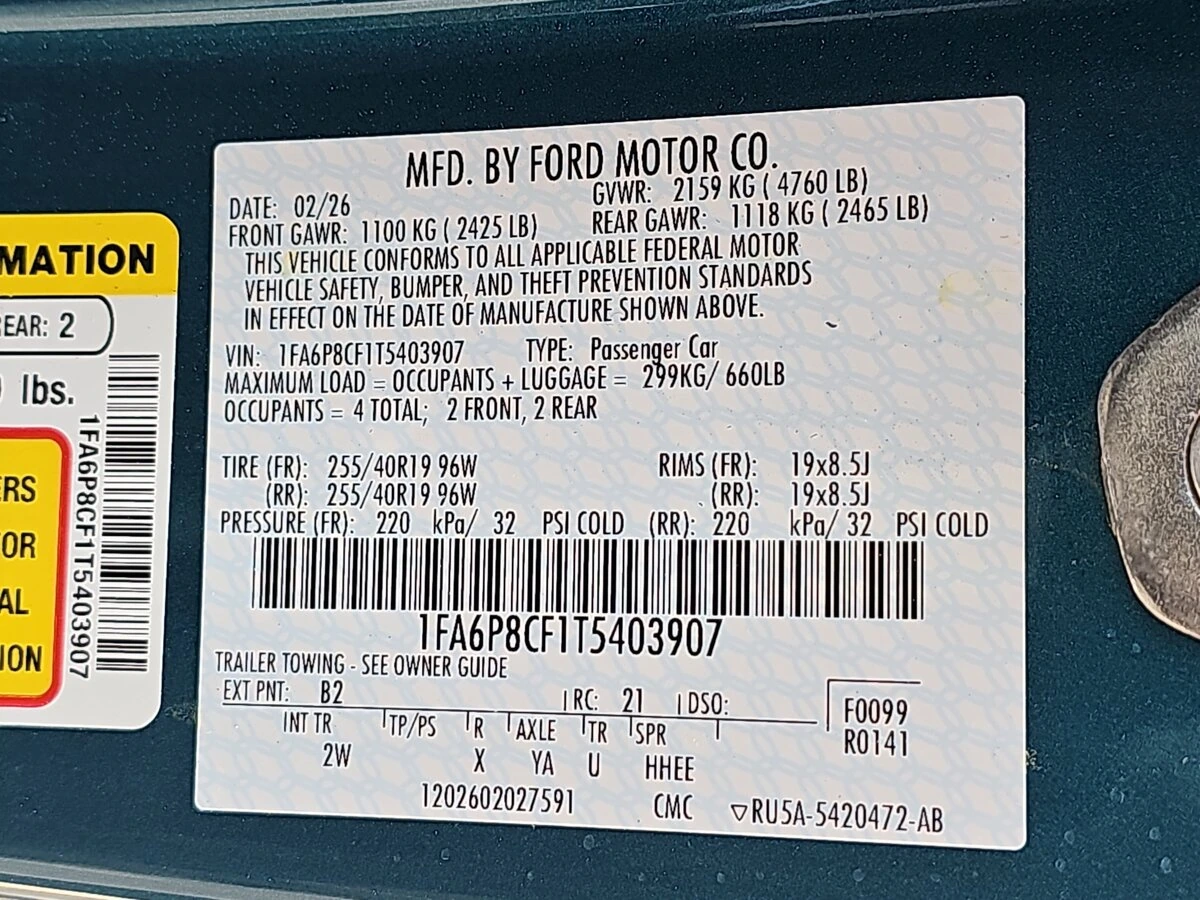 MATION
EAR: 2
lbs.
ERS
OR
AL
ION
1FA6P8CF1T5403907
MFD. BY FORD MOTOR CO.
DATE: 02/26 GVWR: 2159 KG ( 4760 LB)
FRONT GAWR: 1100 KG ( 2425 LB) REAR GAWR: 1118 KG ( 2465 LB)
THIS VEHICLE CONFORMS TO ALL APPLICABLE FEDERAL MOTOR
VEHICLE SAFETY, BUMPER, AND THEFT PREVENTION STANDARDS
IN EFFECT ON THE DATE OF MANUFACTURE SHOWN ABOVE.
VIN: 1FA6P8CF1T5403907 TYPE: Passenger Car
MAXIMUM LOAD = OCCUPANTS + LUGGAGE = 299KG/ 660LB
OCCUPANTS = 4 TOTAL; 2 FRONT, 2 REAR
TIRE (FR): 255/40R19 96W RIMS (FR): 19x8.5J
(RR): 255/40R19 96W (RR): 19x8.5J
PRESSURE (FR): 220 kPa/ 32 PSI COLD (RR): 220 kPa/ 32 PSI COLD
1FA6P8CF1T5403907
TRAILER TOWING - SEE OWNER GUIDE
EXT PNT: B2 RC: 21 DSO: F0099
INT TR TP/PS R AXLE TR SPR R0141
2W X YA U HHEE
1202602027591 CMC ▽RU5A-5420472-AB